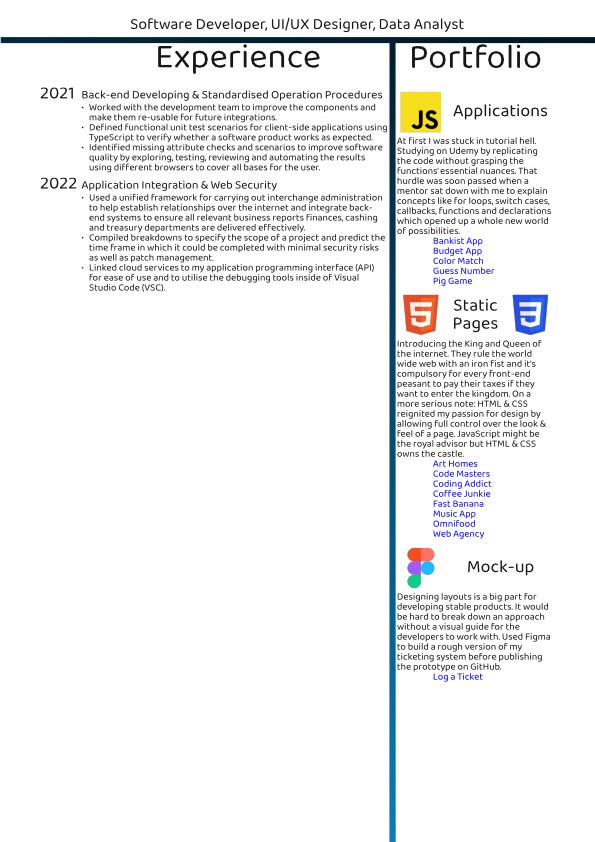 Software Developer, UI/UX Designer, Data Analyst
Experience
2021 Back-end Developing & Standardised Operation Procedures
• Worked with the development team to improve the components and
make them re-usable for future integrations.
• Defined functional unit test scenarios for client-side applications using
TypeScript to verify whether a software product works as expected.
• Identified missing attribute checks and scenarios to improve software
quality by exploring, testing, reviewing and automating the results
using different browsers to cover all bases for the user.
2022 Application Integration & Web Security
• Used a unified framework for carrying out interchange administration
to help establish relationships over the internet and integrate back-
end systems to ensure all relevant business reports finances, cashing
and treasury departments are delivered effectively.
• Compiled breakdowns to specify the scope of a project and predict the
time frame in which it could be completed with minimal security risks
as well as patch management.
• Linked cloud services to my application programming interface (API)
for ease of use and to utilise the debugging tools inside of Visual
Studio Code (VSC).
Portfolio
JS
Applications
At first I was stuck in tutorial hell.
Studying on Udemy by replicating
the code without grasping the
functions' essential nuances. That
hurdle was soon passed when a
mentor sat down with me to explain
concepts like for loops, switch cases,
callbacks, functions and declarations
which opened up a whole new world
of possibilities.
Bankist App
Budget App
Color Match
Guess Number
Pig Game
5
Static
Pages
3
Introducing the King and Queen of
the internet. They rule the world
wide web with an iron fist and it's
compulsory for every front-end
peasant to pay their taxes if they
want to enter the kingdom. On a
more serious note: HTML & CSS
reignited my passion for design by
allowing full control over the look &
feel of a page. JavaScript might be
the royal advisor but HTML & CSS
owns the castle.
Art Homes
Code Masters
Coding Addict
Coffee Junkie
Fast Banana
Music App
Omnifood
Web Agency
Mock-up
Designing layouts is a big part for
developing stable products. It would
be hard to break down an approach
without a visual guide for the
developers to work with. Used Figma
to build a rough version of my
ticketing system before publishing
the prototype on GitHub.
Log a Ticket